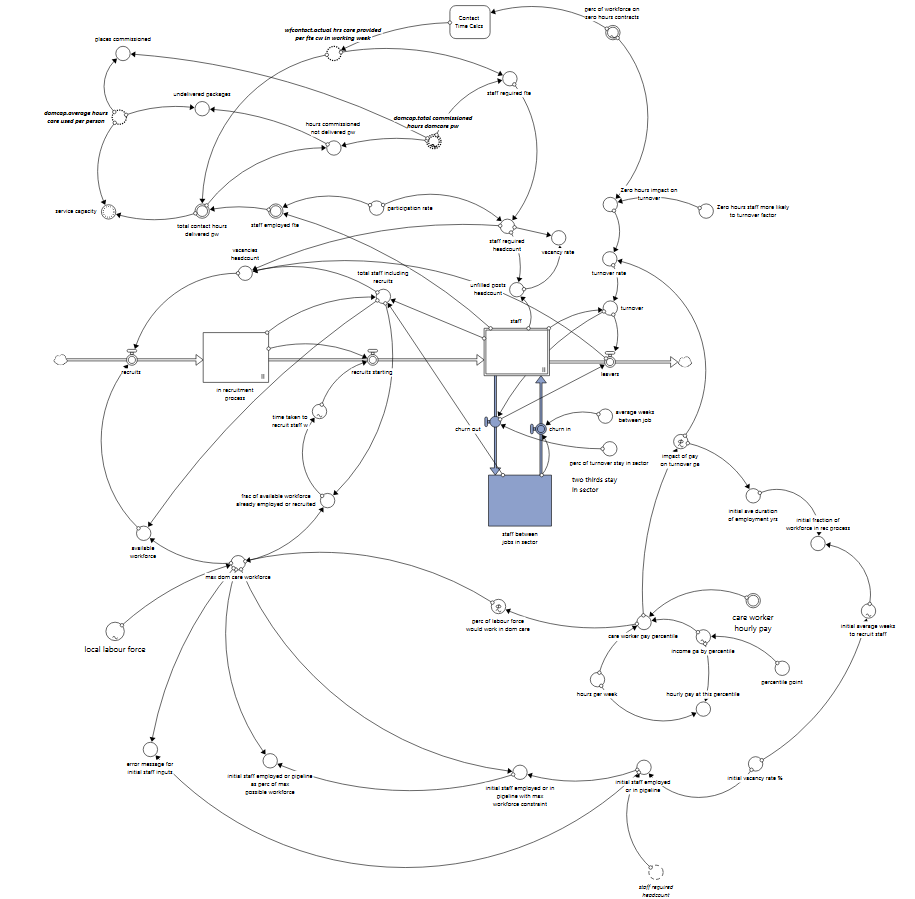 perc of workforce on
zero hours contracts
Contact
Time Calcs
wfcontact.actual hrs care provided
per fte cw in working week
places commissioned
staff required fte
undelivered packages
domcap.average hours
care used per person
domcap.total commissioned
hours domcare pw
hours commissioned
not delivered pw
Zero hours impact on
turnover
Zero hours staff more likely
to turnover factor
service capacity
participation rate
total contact hours
delivered pw
staff employed fte
staff required
headcount
vacancy rate
vacancies
headcount
turnover rate
total staff including
recruits
unfilled posts
headcount
turnover
staff
recruits
recruits starting
leavers
in recruitment
process
time taken to
recruit staff w
average weeks
between job
churn out
churn in
perc of turnover stay in sector
impact of pay
on turnover pa
two thirds stay
in sector
frac of available workforce
already employed or recruited
initial ave duration
of employment yrs
initial fraction of
workforce in rec process
staff between
jobs in sector
available
workforce
max dom care workforce
perc of labour force
would work in dom care
care worker
hourly pay
care worker pay percentile
initial average weeks
to recruit staff
local labour force
income pa by percentile
percentile point
hours per week
hourly pay at this percentile
error message for
initial staff inputs
initial staff employed or pipeline
as perc of max
possible workforce
initial staff employed or in
pipeline with max
workforce constraint
initial staff employed
or in pipeline
initial vacancy rate %
staff required
headcount